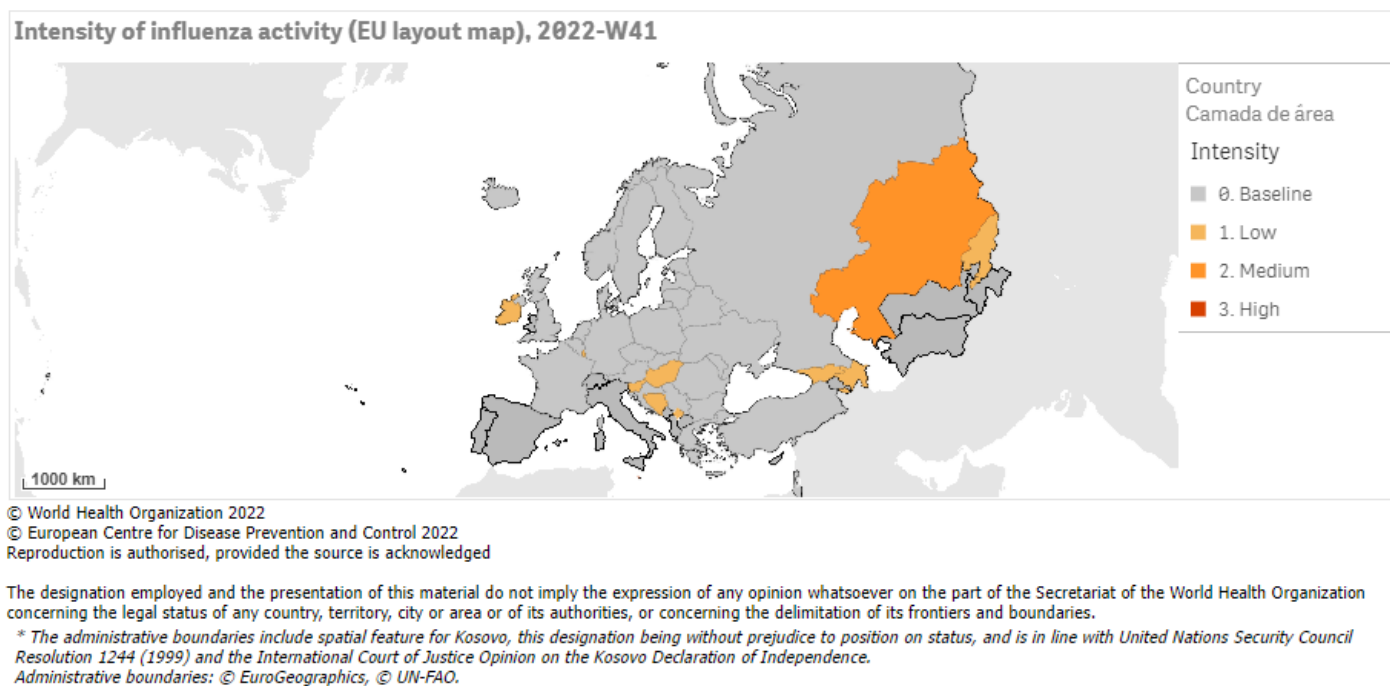 Intensity of influenza activity (EU layout map), 2022-W41
Country
Camada de área
Intensity
0. Baseline
1. Low
2. Medium
3. High
1000 km
© World Health Organization 2022
© European Centre for Disease Prevention and Control 2022
Reproduction is authorised, provided the source is acknowledged
The designation employed and the presentation of this material do not imply the expression of any opinion whatsoever on the part of the Secretariat of the World Health Organization
concerning the legal status of any country, territory, city or area or of its authorities, or concerning the delimitation of its frontiers and boundaries.
* The administrative boundaries include spatial feature for Kosovo, this designation being without prejudice to position on status, and is in line with United Nations Security Council
Resolution 1244 (1999) and the International Court of Justice Opinion on the Kosovo Declaration of Independence.
Administrative boundaries: © EuroGeographics, © UN-FAO.